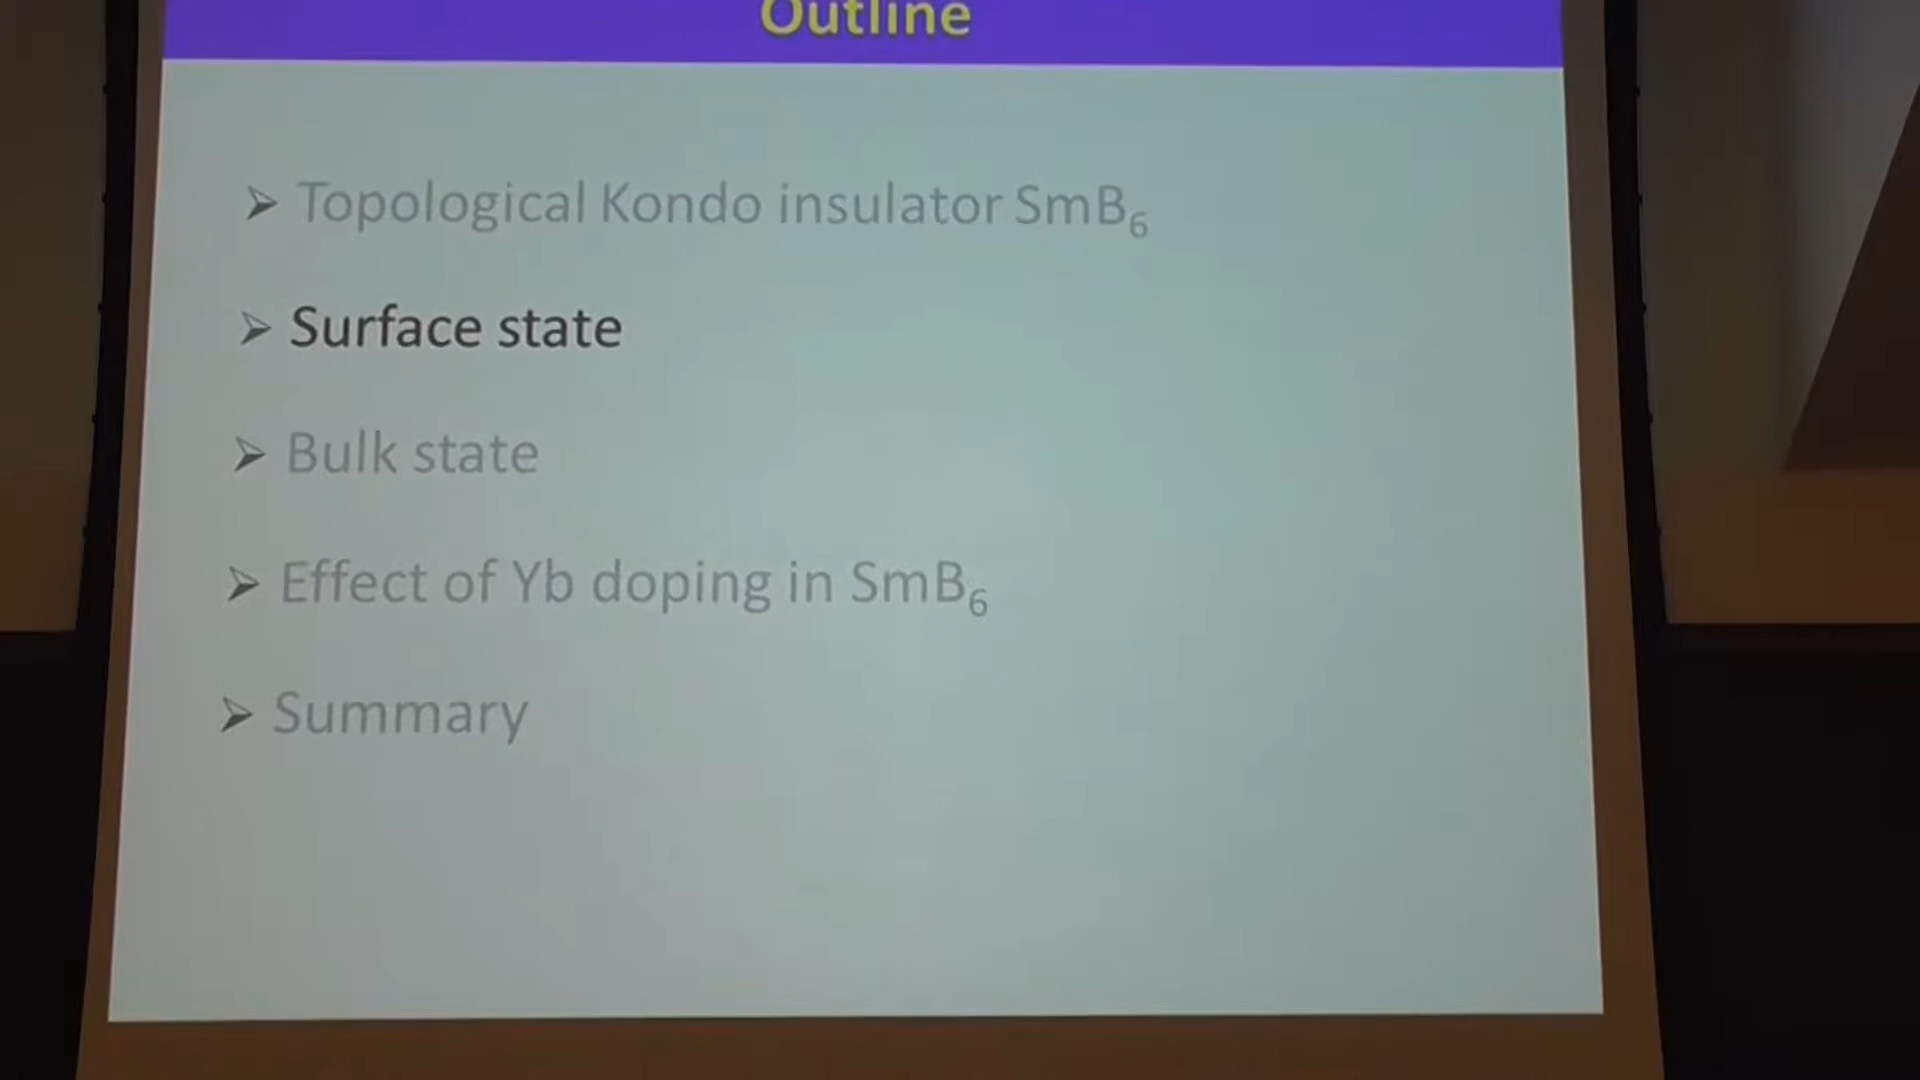 Outline
➢ Topological Kondo insulator SmB₆
➢ Surface state
➢ Bulk state
➢ Effect of Yb doping in SmB₆
➢ Summary